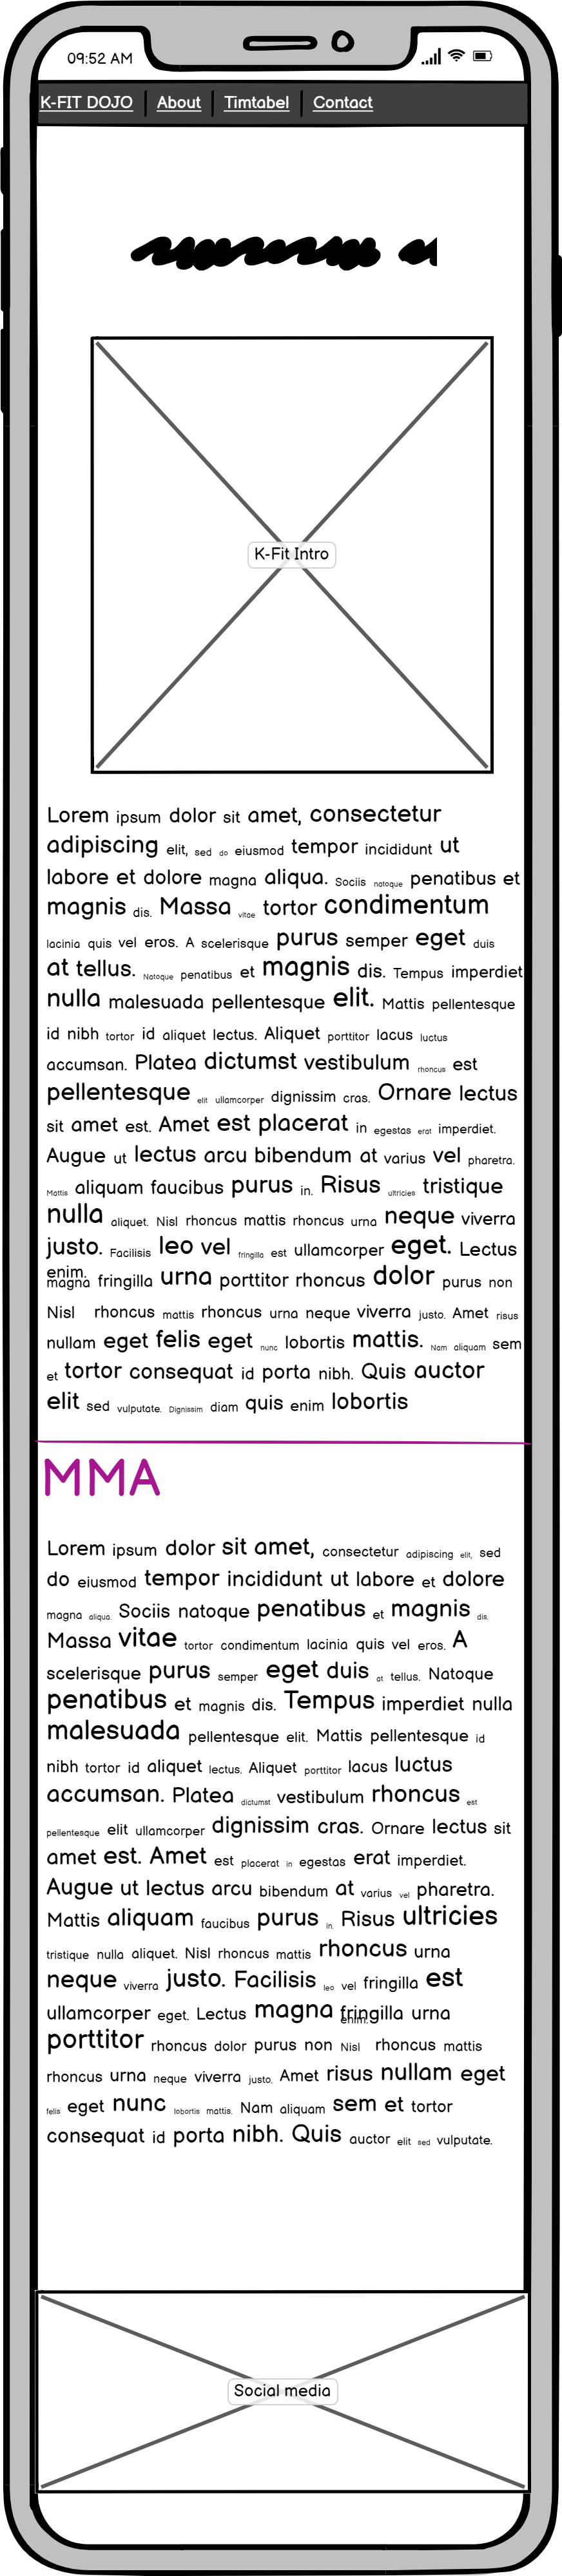 09:52 AM
K-FIT DOJO About Timtabel Contact
K-Fit Intro
Lorem ipsum dolor sit amet, consectetur
adipiscing elit, sed do eiusmod tempor incididunt ut
labore et dolore magna aliqua. Sociis natoque penatibus et
magnis dis. Massa vitae tortor condimentum
lacinia quis vel eros. A scelerisque purus semper eget duis
at tellus. Natoque penatibus et magnis dis. Tempus imperdiet
nulla malesuada pellentesque elit. Mattis pellentesque
id nibh tortor id aliquet lectus. Aliquet porttitor lacus luctus
accumsan. Platea dictumst vestibulum rhoncus est
pellentesque elit ullamcorper dignissim cras. Ornare lectus
sit amet est. Amet est placerat in egestas erat imperdiet.
Augue ut lectus arcu bibendum at varius vel pharetra.
Mattis aliquam faucibus purus in. Risus ultricies tristique
nulla aliquet. Nisl rhoncus mattis rhoncus urna neque viverra
justo. Facilisis leo vel fringilla est ullamcorper eget. Lectus
enim.
magna fringilla urna porttitor rhoncus dolor purus non
Nisl rhoncus mattis rhoncus urna neque viverra justo. Amet risus
nullam eget felis eget nunc lobortis mattis. Nam aliquam sem
et tortor consequat id porta nibh. Quis auctor
elit sed vulputate. Dignissim diam quis enim lobortis
MMA
Lorem ipsum dolor sit amet, consectetur adipiscing elit, sed
do eiusmod tempor incididunt ut labore et dolore
magna aliqua. Sociis natoque penatibus et magnis dis.
Massa vitae tortor condimentum lacinia quis vel eros. A
scelerisque purus semper eget duis at tellus. Natoque
penatibus et magnis dis. Tempus imperdiet nulla
malesuada pellentesque elit. Mattis pellentesque id
nibh tortor id aliquet lectus. Aliquet porttitor lacus luctus
accumsan. Platea dictumst vestibulum rhoncus est
pellentesque elit ullamcorper dignissim cras. Ornare lectus sit
amet est. Amet est placerat in egestas erat imperdiet.
Augue ut lectus arcu bibendum at varius vel pharetra.
Mattis aliquam faucibus purus in. Risus ultricies
tristique nulla aliquet. Nisl rhoncus mattis rhoncus urna
neque viverra justo. Facilisis leo vel fringilla est
ullamcorper eget. Lectus magna fringilla urna
enim.
porttitor rhoncus dolor purus non Nisl rhoncus mattis
rhoncus urna neque viverra justo. Amet risus nullam eget
felis eget nunc lobortis mattis. Nam aliquam sem et tortor
consequat id porta nibh. Quis auctor elit sed vulputate.
Social media